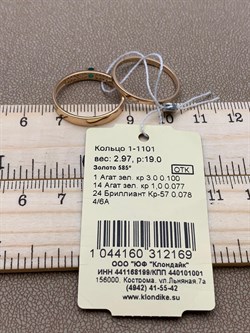 Кольцо 1-1101
вес: 2.97, р:19.0
Золото 585°
ОТК
1 Агат зел. кр 3.0 0.100
14 Агат зел. кр 1,0 0.077
24 Бриллиант Кр-57 0.078
4/6А
1 044160 312169
ООО "ЮФ "Клондайк"
ИНН 441168199/КПП 440101001
156000, Кострома, ул.Льняная,7а
(4942) 41-55-42
www.klondike.su